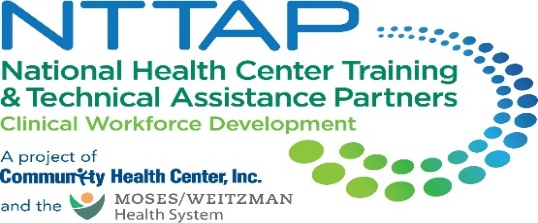 NTTAP
National Health Center Training
& Technical Assistance Partners
Clinical Workforce Development
A project of
Community Health Center, Inc.
and the MOSES/WEITZMAN
Health System